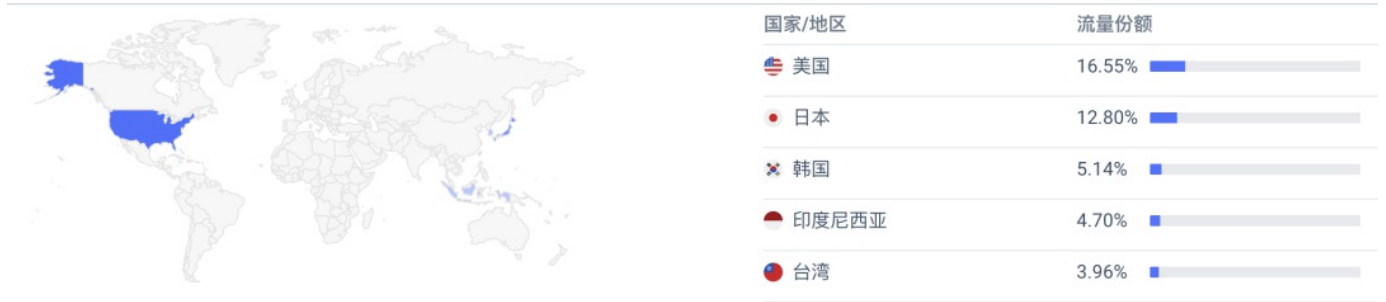 国家/地区 流量份额
美国 16.55%
日本 12.80%
韩国 5.14%
印度尼西亚 4.70%
台湾 3.96%